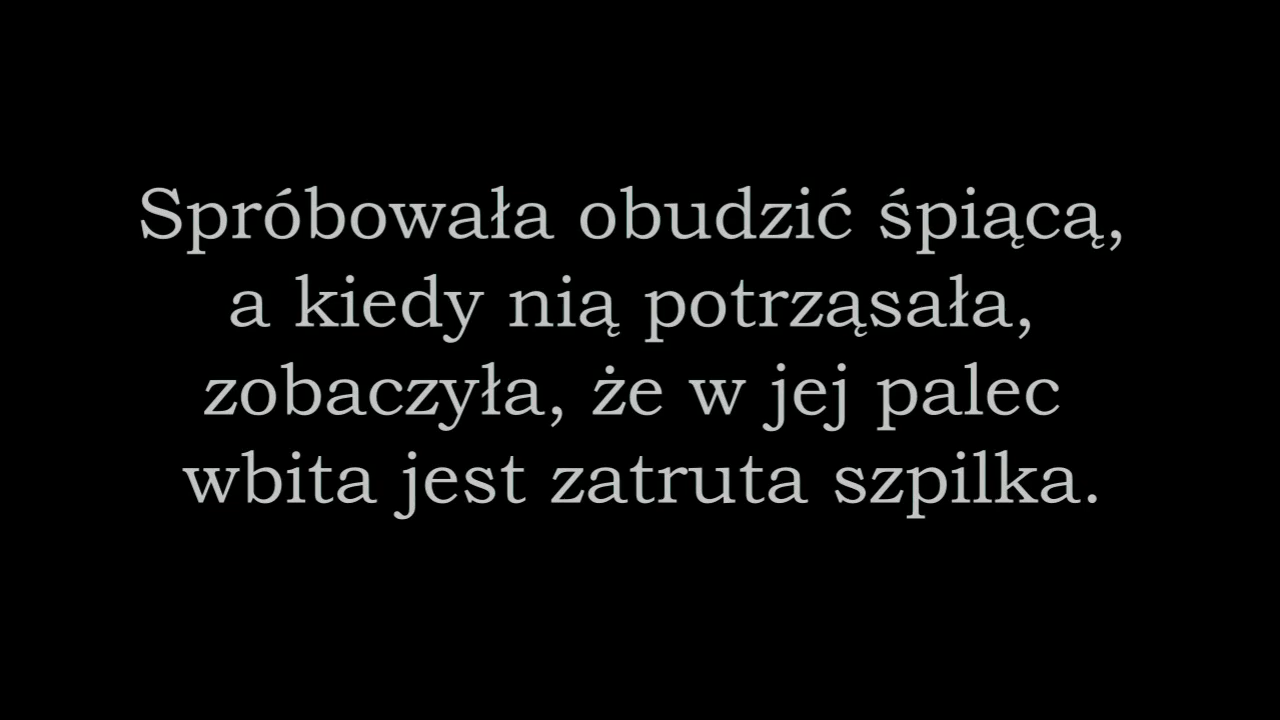 Spróbowała obudzić śpiącą,
a kiedy nią potrząsała,
zobaczyła, że w jej palec
wbita jest zatruta szpilka.